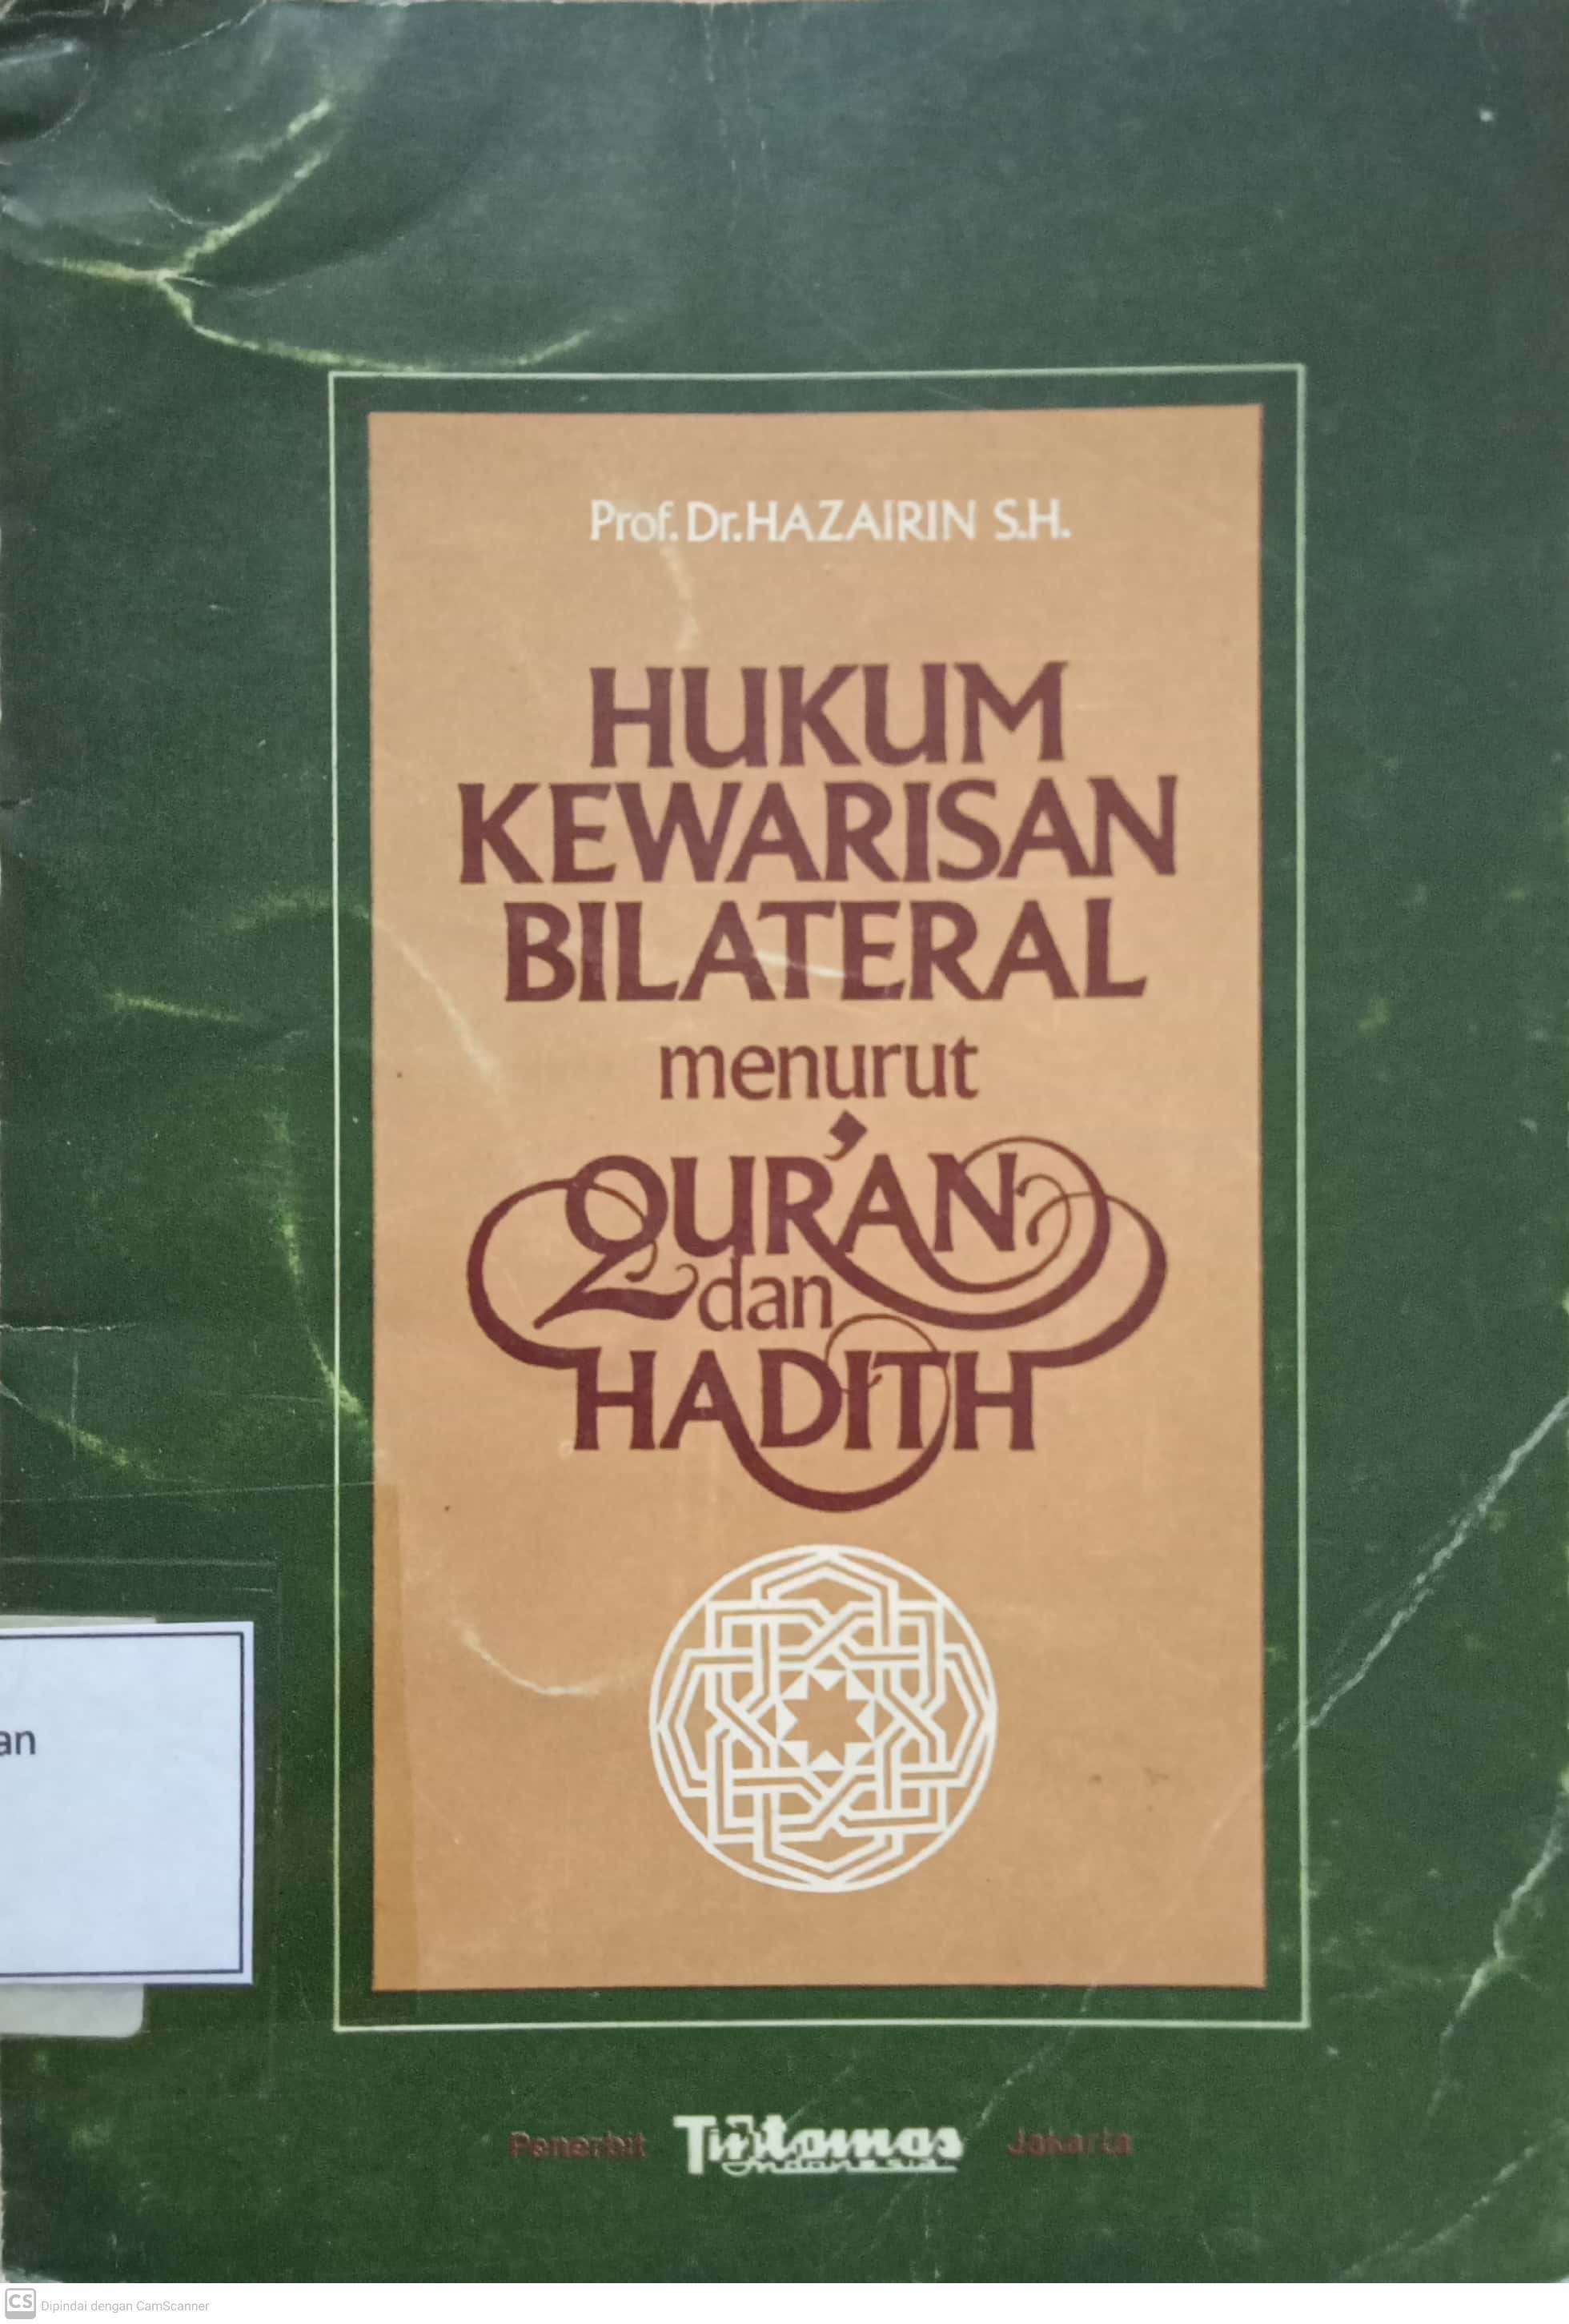 Prof. Dr. HAZAIRIN S.H.
HUKUM
KEWARISAN
BILATERAL
menurut
QUR'AN
dan
HADITH
an
Penerbit Tintamas Jakarta
Indonesia
CS Dipindai dengan CamScanner